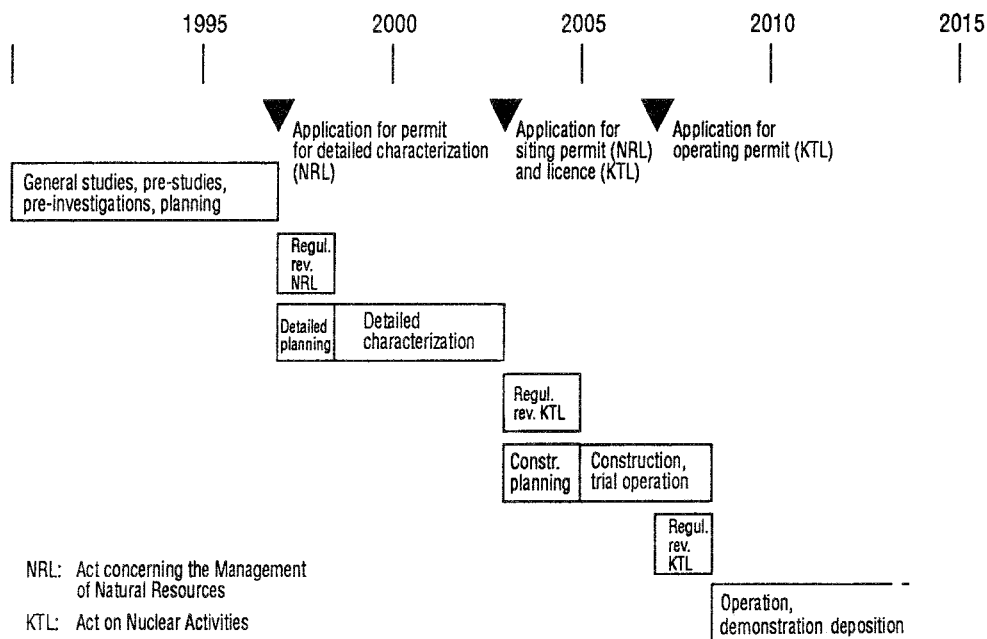 1995 2000 2005 2010 2015
Application for permit
for detailed characterization
(NRL)
Application for
siting permit (NRL)
and licence (KTL)
Application for
operating permit (KTL)
General studies, pre-studies,
pre-investigations, planning
Regul.
rev.
NRL
Detailed
planning
Detailed
characterization
Regul.
rev. KTL
Constr.
planning
Construction,
trial operation
Regul.
rev.
KTL
Operation,
demonstration deposition
NRL: Act concerning the Management
of Natural Resources
KTL: Act on Nuclear Activities